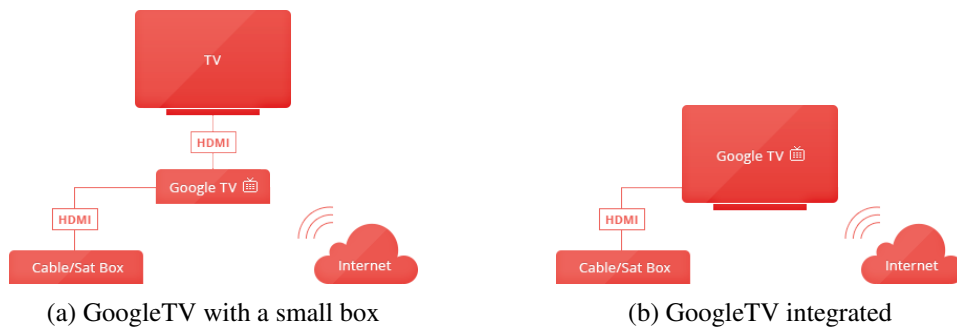 TV
HDMI
Google TV
HDMI
Cable/Sat Box
Internet
(a) GoogleTV with a small box
Google TV
HDMI
Cable/Sat Box
Internet
(b) GoogleTV integrated